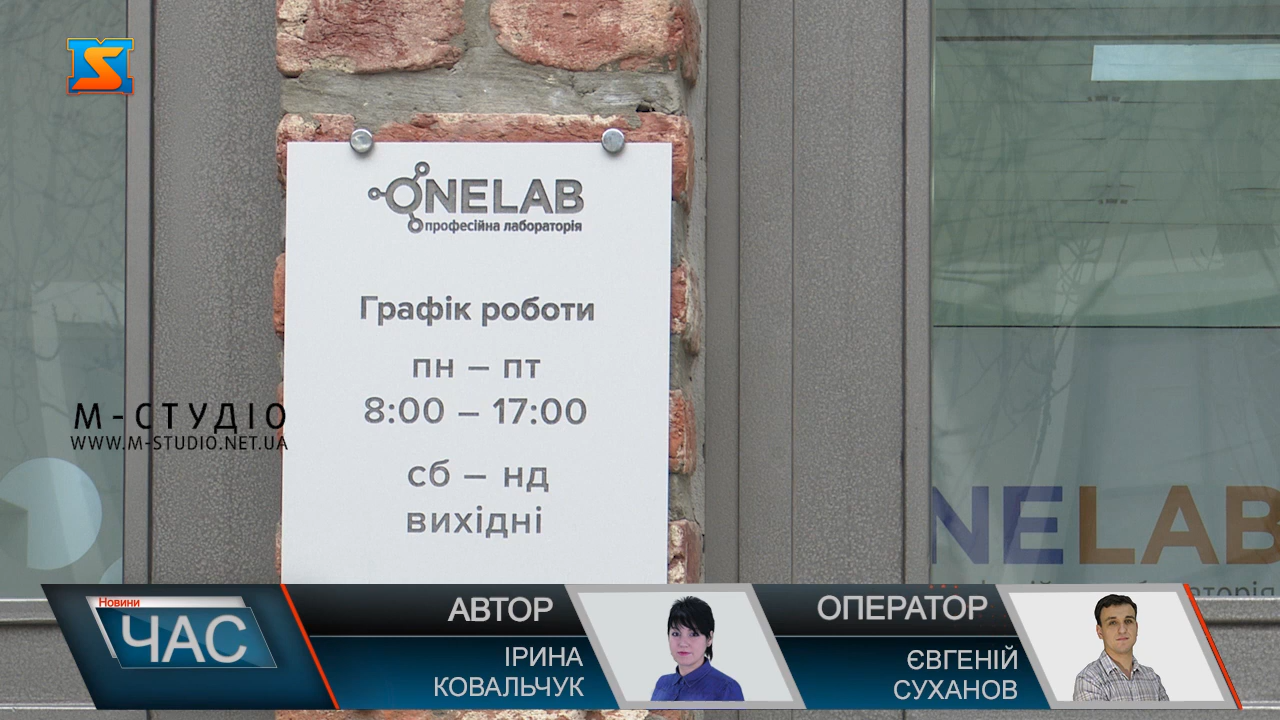 ONELAB
професійна лабораторія
Графік роботи
пн – пт
8:00 – 17:00
сб – нд
вихідні
М-СТУДІО
WWW.M-STUDIO.NET.UA
NELAB
Новини
ЧАС
АВТОР
ІРИНА
КОВАЛЬЧУК
ОПЕРАТОР
ЄВГЕНІЙ
СУХАНОВ